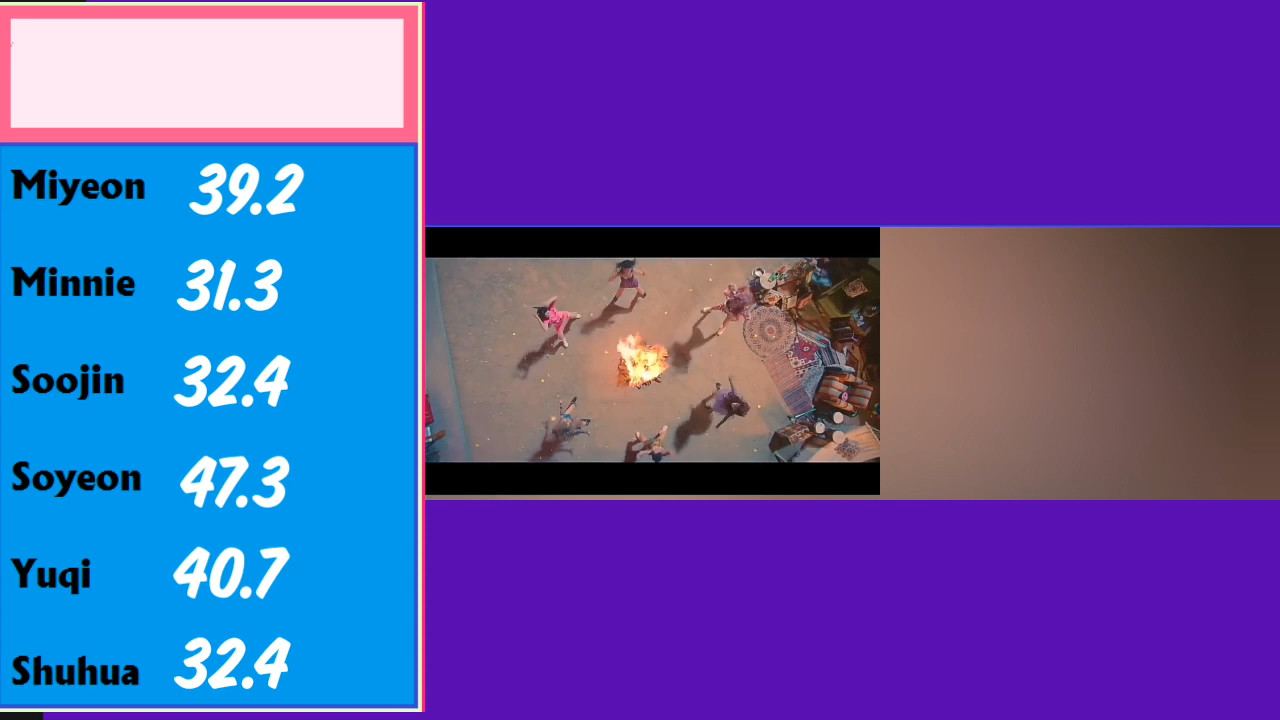 Miyeon 39.2
Minnie 31.3
Soojin 32.4
Soyeon 47.3
Yuqi 40.7
Shuhua 32.4